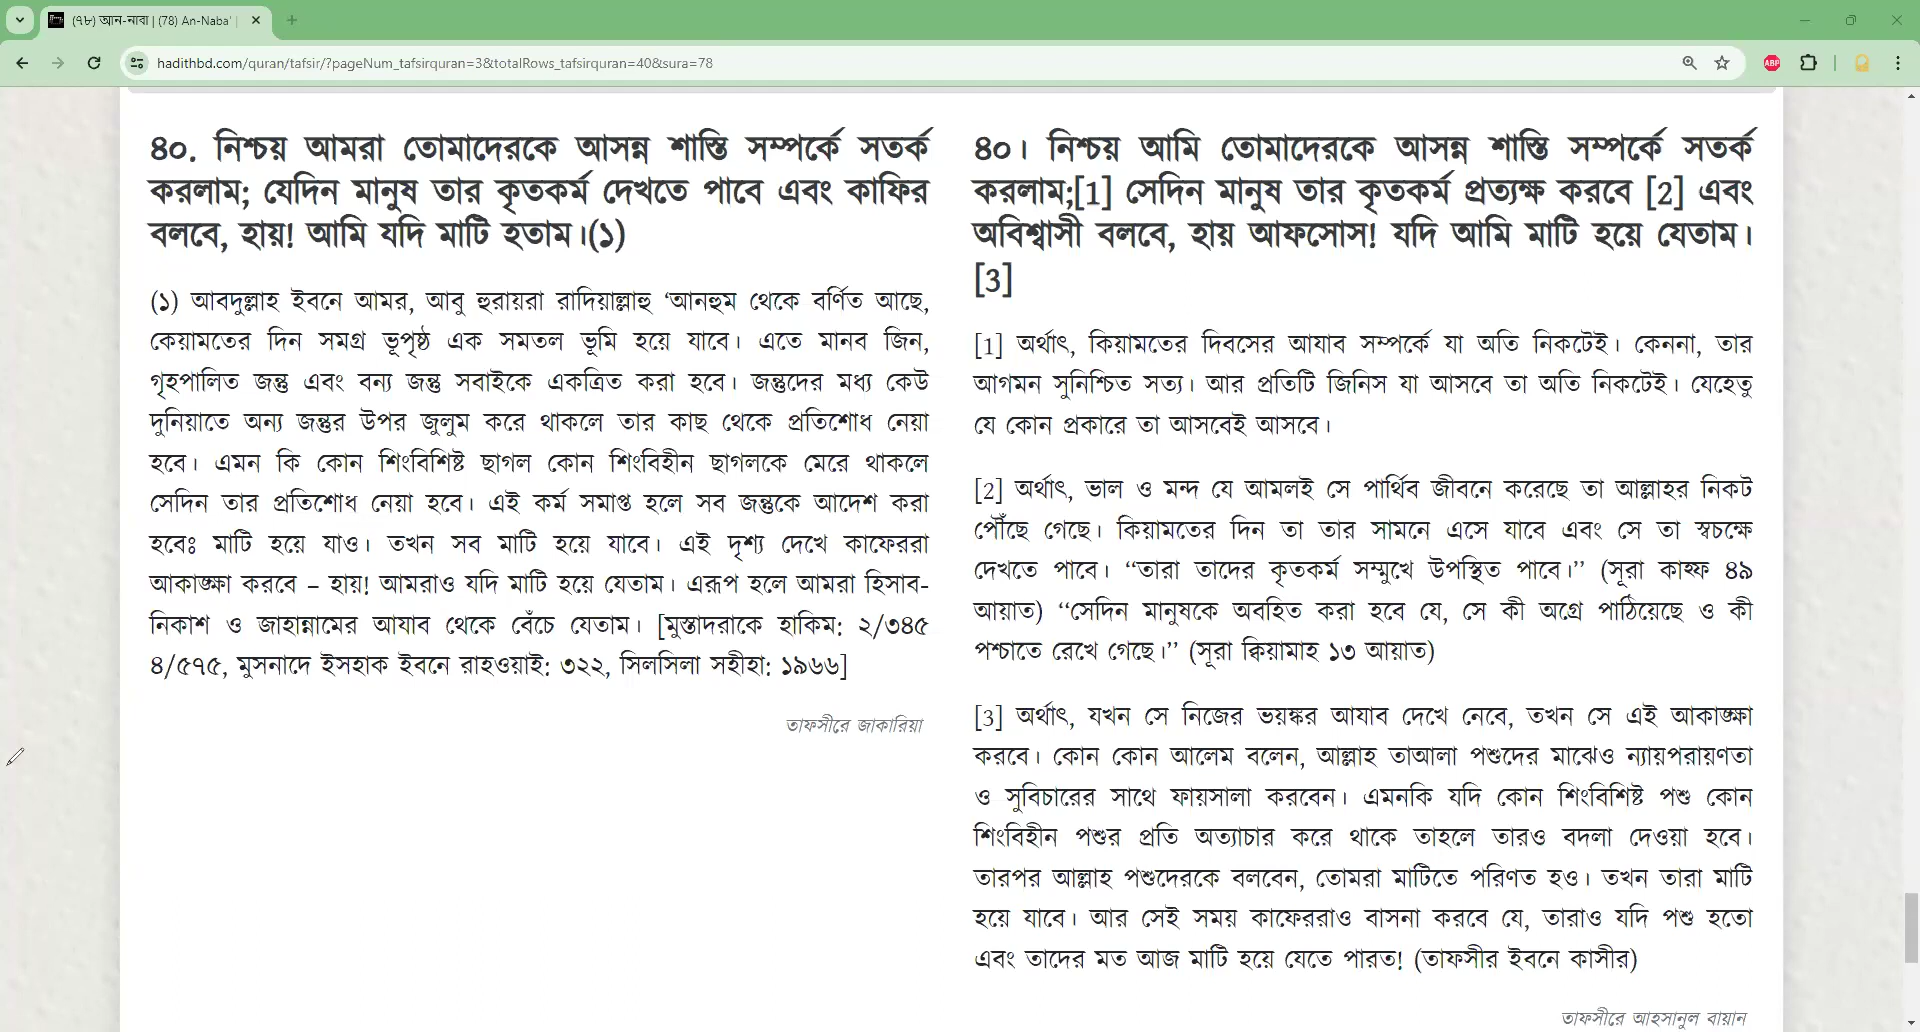 (৭৮) আন-নাবা | (78) An-Naba' |
hadithbd.com/quran/tafsir/?pageNum_tafsirquran=3&totalRows_tafsirquran=40&sura=78
ABP
৪০. নিশ্চয় আমরা তোমাদেরকে আসন্ন শাস্তি সম্পর্কে সতর্ক
করলাম; যেদিন মানুষ তার কৃতকর্ম দেখতে পাবে এবং কাফির
বলবে, হায়! আমি যদি মাটি হতাম।(১)
(১) আবদুল্লাহ ইবনে আমর, আবু হুরায়রা রাদিয়াল্লাহু ‘আনহুম থেকে বর্ণিত আছে,
কেয়ামতের দিন সমগ্র ভূপৃষ্ঠ এক সমতল ভূমি হয়ে যাবে। এতে মানব জিন,
গৃহপালিত জন্তু এবং বন্য জন্তু সবাইকে একত্রিত করা হবে। জন্তুদের মধ্য কেউ
দুনিয়াতে অন্য জন্তুর উপর জুলুম করে থাকলে তার কাছ থেকে প্রতিশোধ নেয়া
হবে। এমন কি কোন শিংবিশিষ্ট ছাগল কোন শিংবিহীন ছাগলকে মেরে থাকলে
সেদিন তার প্রতিশোধ নেয়া হবে। এই কর্ম সমাপ্ত হলে সব জন্তুকে আদেশ করা
হবেঃ মাটি হয়ে যাও। তখন সব মাটি হয়ে যাবে। এই দৃশ্য দেখে কাফেররা
আকাঙ্ক্ষা করবে – হায়! আমরাও যদি মাটি হয়ে যেতাম। এরূপ হলে আমরা হিসাব-
নিকাশ ও জাহান্নামের আযাব থেকে বেঁচে যেতাম। [মুস্তাদরাকে হাকিম: ২/৩৪৫
৪/৫৭৫, মুসনাদে ইসহাক ইবনে রাহওয়াই: ৩২২, সিলসিলা সহীহা: ১৯৬৬]
তাফসীরে জাকারিয়া
৪০। নিশ্চয় আমি তোমাদেরকে আসন্ন শাস্তি সম্পর্কে সতর্ক
করলাম;[1] সেদিন মানুষ তার কৃতকর্ম প্রত্যক্ষ করবে [2] এবং
অবিশ্বাসী বলবে, হায় আফসোস! যদি আমি মাটি হয়ে যেতাম।
[3]
[1] অর্থাৎ, কিয়ামতের দিবসের আযাব সম্পর্কে যা অতি নিকটেই। কেননা, তার
আগমন সুনিশ্চিত সত্য। আর প্রতিটি জিনিস যা আসবে তা অতি নিকটেই। যেহেতু
যে কোন প্রকারে তা আসবেই আসবে।
[2] অর্থাৎ, ভাল ও মন্দ যে আমলই সে পার্থিব জীবনে করেছে তা আল্লাহর নিকট
পৌঁছে গেছে। কিয়ামতের দিন তা তার সামনে এসে যাবে এবং সে তা স্বচক্ষে
দেখতে পাবে। ‘‘তারা তাদের কৃতকর্ম সম্মুখে উপস্থিত পাবে।’’ (সূরা কাহ্ফ ৪৯
আয়াত) ‘‘সেদিন মানুষকে অবহিত করা হবে যে, সে কী অগ্রে পাঠিয়েছে ও কী
পশ্চাতে রেখে গেছে।’’ (সূরা ক্বিয়ামাহ ১৩ আয়াত)
[3] অর্থাৎ, যখন সে নিজের ভয়ঙ্কর আযাব দেখে নেবে, তখন সে এই আকাঙ্ক্ষা
করবে। কোন কোন আলেম বলেন, আল্লাহ তাআলা পশুদের মাঝেও ন্যায়পরায়ণতা
ও সুবিচারের সাথে ফায়সালা করবেন। এমনকি যদি কোন শিংবিশিষ্ট পশু কোন
শিংবিহীন পশুর প্রতি অত্যাচার করে থাকে তাহলে তারও বদলা দেওয়া হবে।
তারপর আল্লাহ পশুদেরকে বলবেন, তোমরা মাটিতে পরিণত হও। তখন তারা মাটি
হয়ে যাবে। আর সেই সময় কাফেররাও বাসনা করবে যে, তারাও যদি পশু হতো
এবং তাদের মত আজ মাটি হয়ে যেতে পারত! (তাফসীর ইবনে কাসীর)
তাফসীরে আহসানুল বায়ান